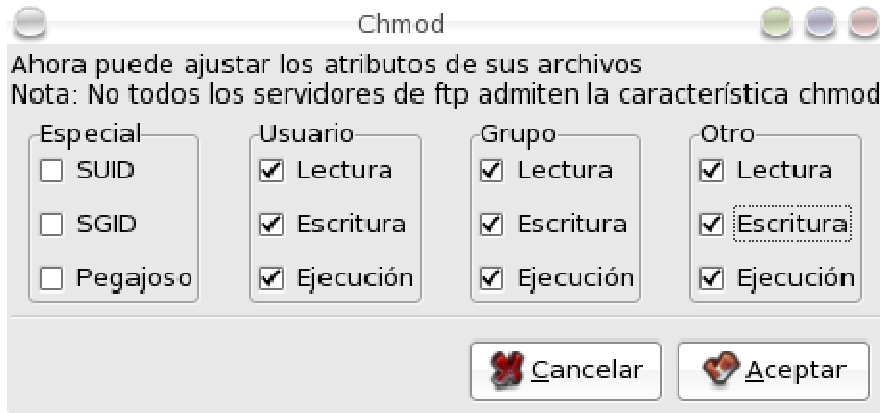 Chmod
Ahora puede ajustar los atributos de sus archivos
Nota: No todos los servidores de ftp admiten la característica chmod
Especial Usuario Grupo Otro
SUID Lectura Lectura Lectura
SGID Escritura Escritura Escritura
Pegajoso Ejecución Ejecución Ejecución
Cancelar Aceptar